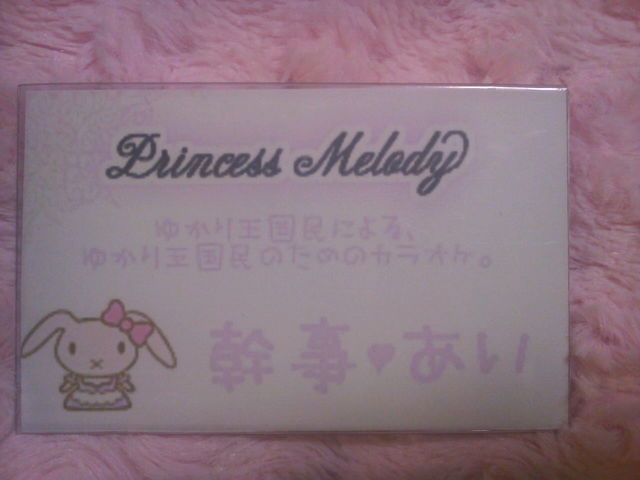 Princess Melody
ゆかり王国民による、
ゆかり王国民のためのカラオケ。
幹事♥あい